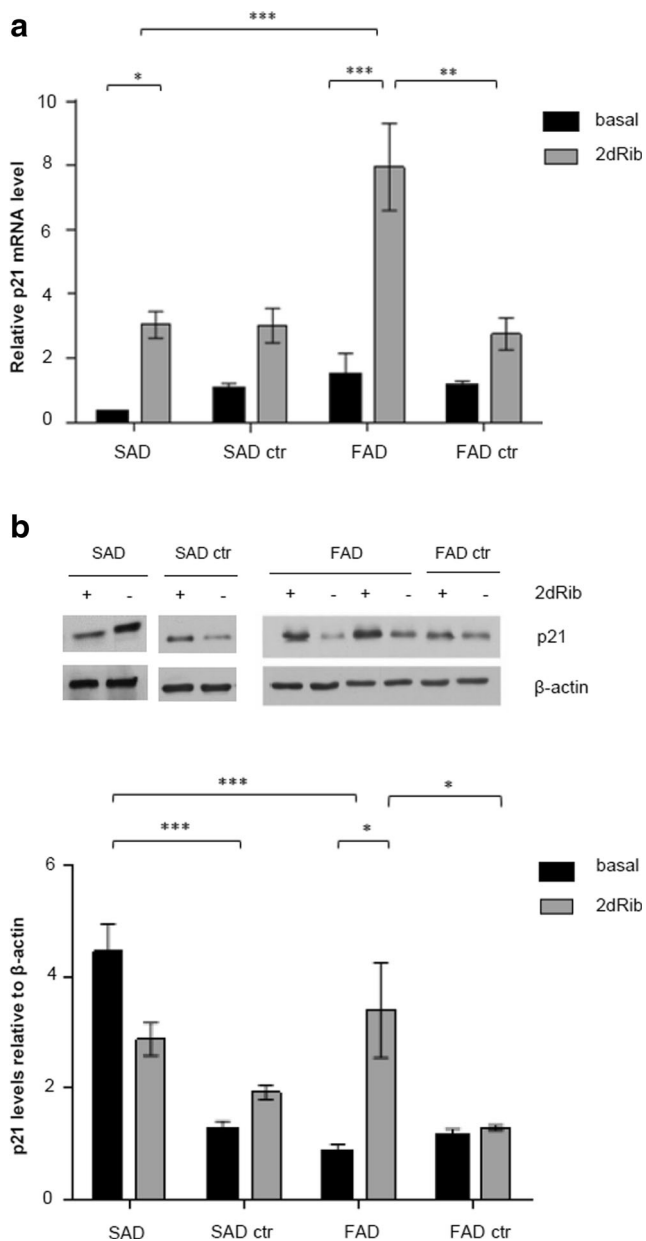 a
***
* *** **
10
8
6
4
2
0
Relative p21 mRNA level
basal
2dRib
SAD SAD ctr FAD FAD ctr
b
SAD SAD ctr FAD FAD ctr
+ - + - + - + - + - 2dRib
p21
β-actin
*** *
*** *
6
4
2
0
p21 levels relative to β-actin
basal
2dRib
SAD SAD ctr FAD FAD ctr